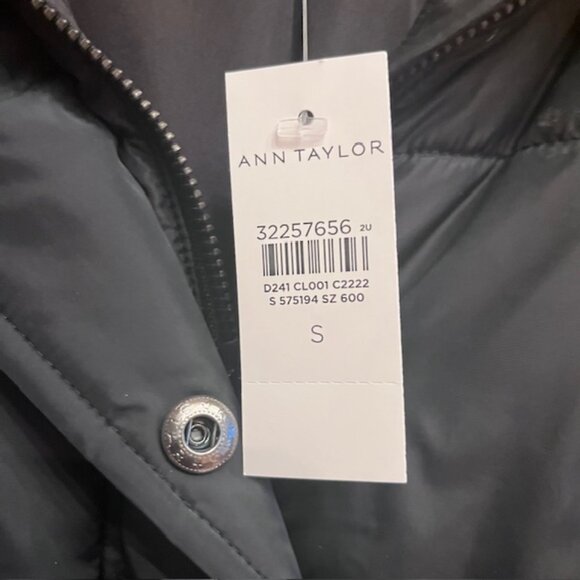 ANN TAYLOR
32257656 2U
D241 CL001 C2222
S 575194 SZ 600
S